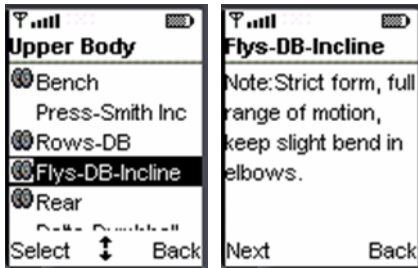 Upper Body
Bench
Press-Smith Inc
Rows-DB
Flys-DB-Incline
Rear
Select
Back
Flys-DB-Incline
Note:Strict form, full
range of motion,
keep slight bend in
elbows.
Next
Back